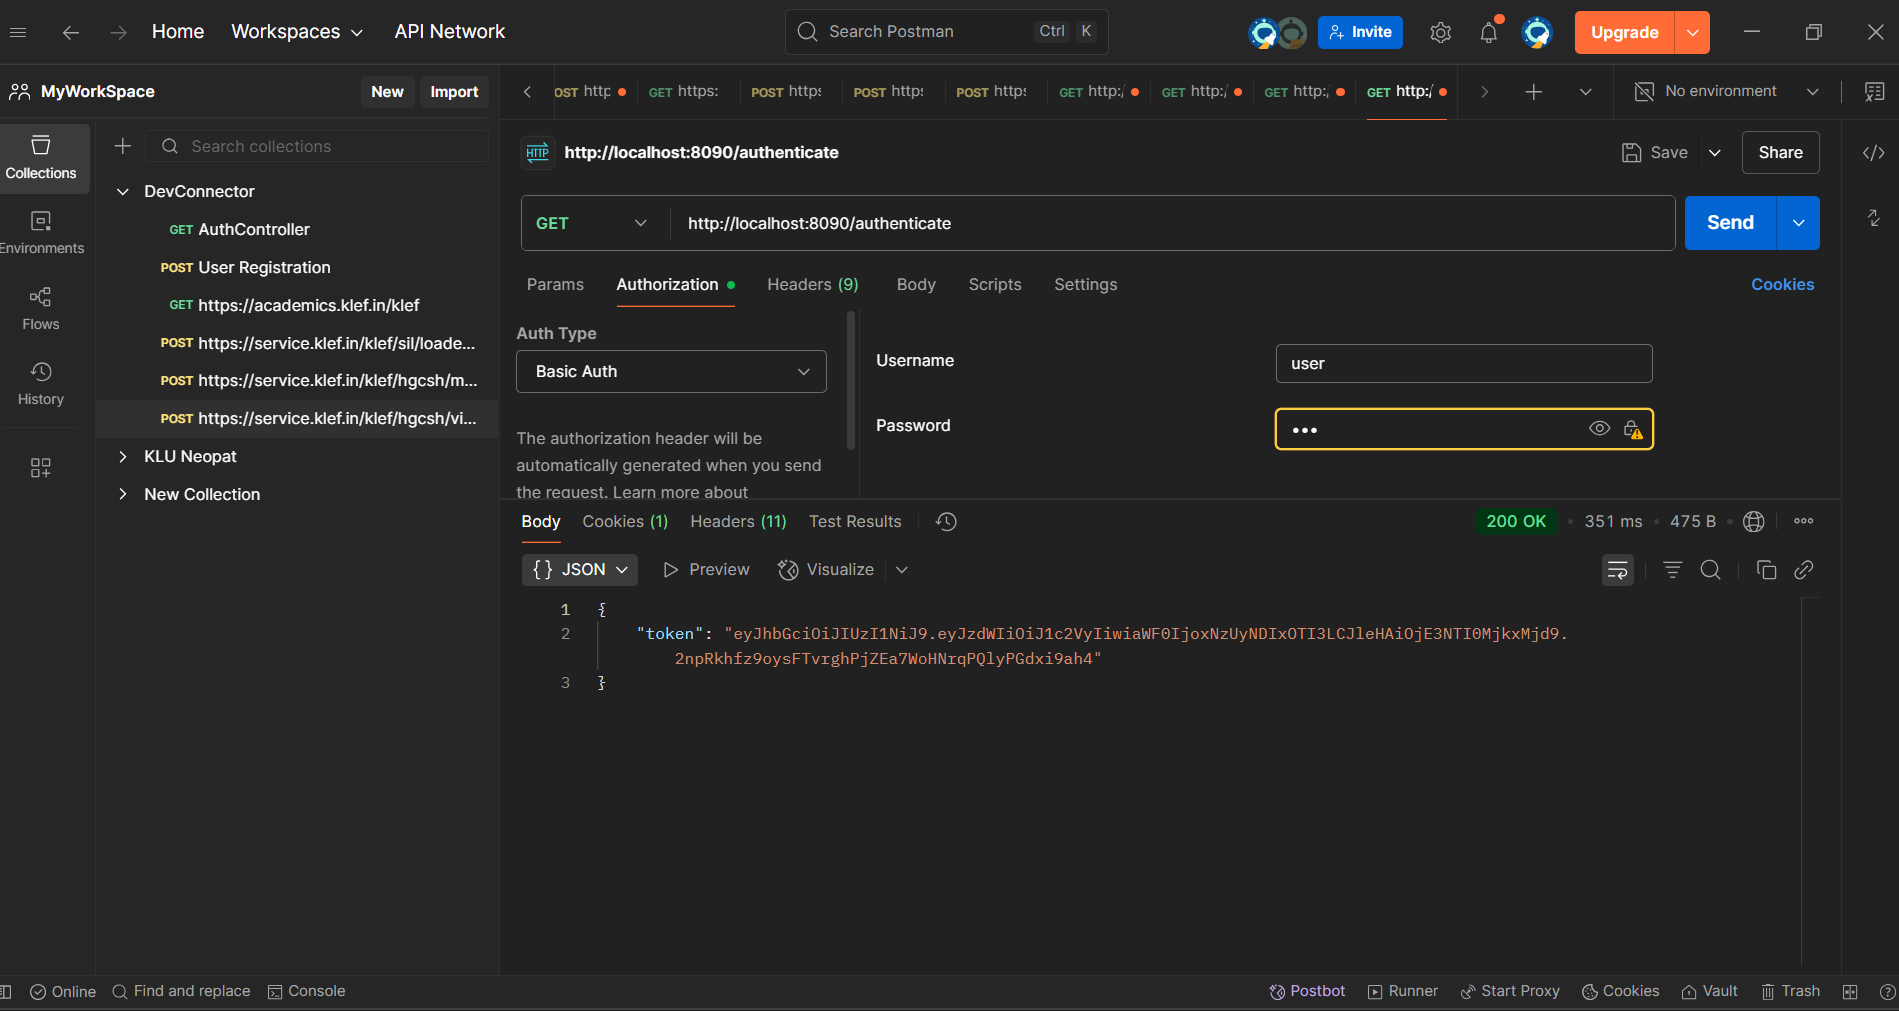 Home Workspaces API Network Search Postman Ctrl K Invite Upgrade
MyWorkSpace New Import
OST http GET https: POST https POST https POST https GET http:/ GET http:/ GET http:/ GET http:/ No environment
Collections
Environments
Flows
History
Search collections
DevConnector
GET AuthController
POST User Registration
GET https://academics.klef.in/klef
POST https://service.klef.in/klef/sil/loade...
POST https://service.klef.in/klef/hgcsh/m...
POST https://service.klef.in/klef/hgcsh/vi...
KLU Neopat
New Collection
HTTP http://localhost:8090/authenticate Save Share
GET http://localhost:8090/authenticate Send
Params Authorization Headers (9) Body Scripts Settings Cookies
Auth Type
Basic Auth
The authorization header will be
automatically generated when you send
the request. Learn more about
Username user
Password •••
Body Cookies (1) Headers (11) Test Results 200 OK • 351 ms • 475 B •
{} JSON Preview Visualize
1 {
2 "token": "eyJhbGciOiJIUzI1NiJ9.eyJzdWIiOiJ1c2VyIiwiaWF0IjoxNzUyNDIxOTI3LCJleHAiOjE3NTI0MjkxMjd9.
2npRkhfz9oysFTvrghPjZEa7WoHNrqPQlyPGdxi9ah4"
3 }
Online Find and replace Console Postbot Runner Start Proxy Cookies Vault Trash